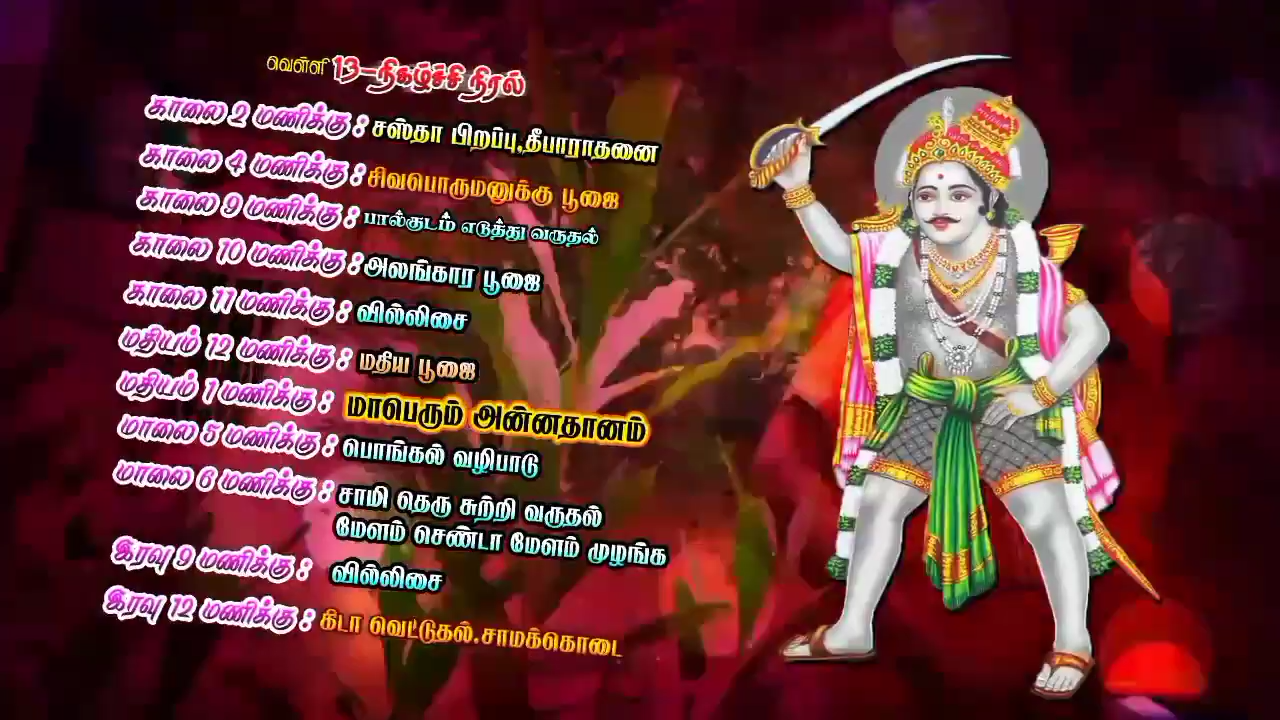 வெள்ளி 13-நிகழ்ச்சி நிரல்
காலை 2 மணிக்கு : சஸ்தா பிறப்பு,தீபாராதனை
காலை 4 மணிக்கு : சிவபொருமனுக்கு பூஜை
காலை 9 மணிக்கு : பால்குடம் எடுத்து வருதல்
காலை 10 மணிக்கு : அலங்கார பூஜை
காலை 11 மணிக்கு : வில்லிசை
மதியம் 12 மணிக்கு : மதிய பூஜை
மதியம் 1 மணிக்கு : மாபெரும் அன்னதானம்
மாலை 5 மணிக்கு : பொங்கல் வழிபாடு
மாலை 6 மணிக்கு : சாமி தெரு சுற்றி வருதல்
மேளம் செண்டா மேளம் முழங்க
இரவு 9 மணிக்கு : வில்லிசை
இரவு 12 மணிக்கு : கிடா வெட்டுதல்.சாமக்கொடை